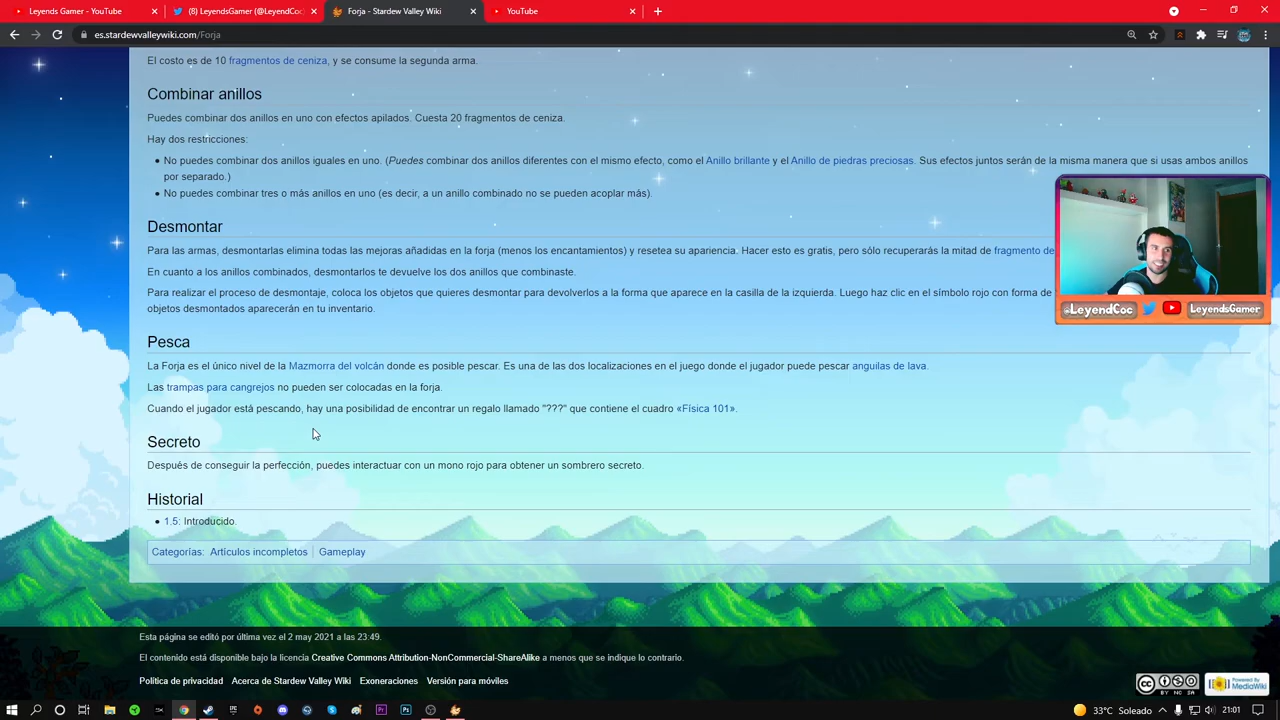 Leyends Gamer - YouTube
(8) Leyends Gamer (@LeyendCoc)
Forja - Stardew Valley Wiki
YouTube
es.stardewvalleywiki.com/Forja
El costo es de 10 fragmentos de ceniza, y se consume la segunda arma.
Combinar anillos
Puedes combinar dos anillos en uno con efectos apilados. Cuesta 20 fragmentos de ceniza.
Hay dos restricciones:
No puedes combinar dos anillos iguales en uno. (Puedes combinar dos anillos diferentes con el mismo efecto, como el Anillo brillante y el Anillo de piedras preciosas. Sus efectos juntos serán de la misma manera que si usas ambos anillos
por separado.)
No puedes combinar tres o más anillos en uno (es decir, a un anillo combinado no se pueden acoplar más).
Desmontar
Para las armas, desmontarlas elimina todas las mejoras añadidas en la forja (menos los encantamientos) y resetea su apariencia. Hacer esto es gratis, pero sólo recuperarás la mitad de fragmento de
En cuanto a los anillos combinados, desmontarlos te devuelve los dos anillos que combinaste.
Para realizar el proceso de desmontaje, coloca los objetos que quieres desmontar para devolverlos a la forma que aparece en la casilla de la izquierda. Luego haz clic en el símbolo rojo con forma de
objetos desmontados aparecerán en tu inventario.
@LeyendCoc
LeyendsGamer
Pesca
La Forja es el único nivel de la Mazmorra del volcán donde es posible pescar. Es una de las dos localizaciones en el juego donde el jugador puede pescar anguilas de lava.
Las trampas para cangrejos no pueden ser colocadas en la forja.
Cuando el jugador está pescando, hay una posibilidad de encontrar un regalo llamado "???" que contiene el cuadro «Física 101».
Secreto
Después de conseguir la perfección, puedes interactuar con un mono rojo para obtener un sombrero secreto.
Historial
1.5: Introducido.
Categorías: Artículos incompletos | Gameplay
Esta página se editó por última vez el 2 may 2021 a las 23:49.
El contenido está disponible bajo la licencia Creative Commons Attribution-NonCommercial-ShareAlike a menos que se indique lo contrario.
Política de privacidad Acerca de Stardew Valley Wiki Exoneraciones Versión para móviles
BY NC SA
Powered By MediaWiki
33°C Soleado
21:01